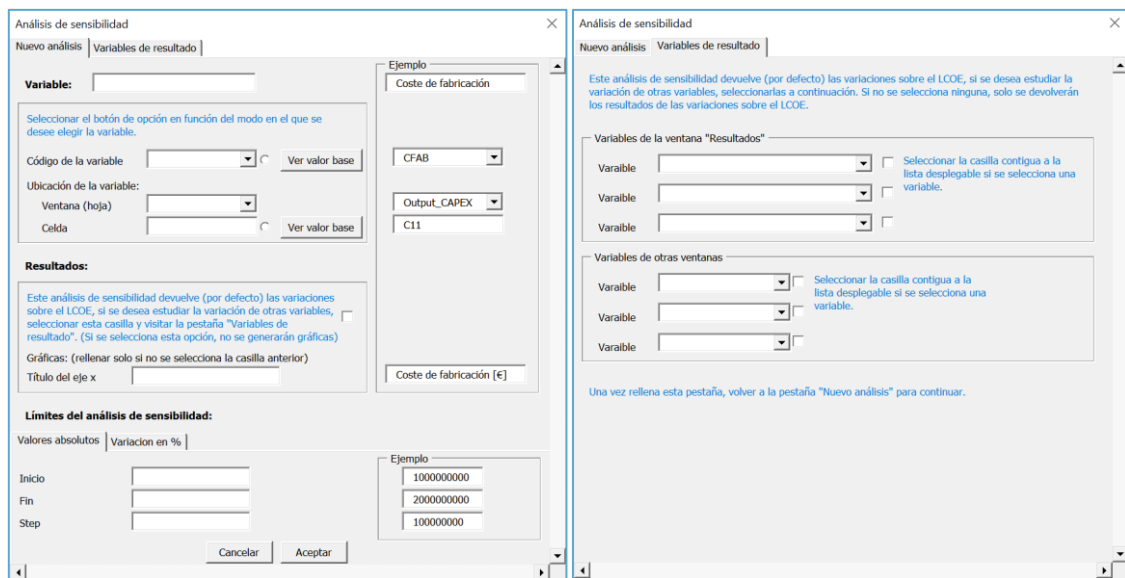 Análisis de sensibilidad
Nuevo análisis
Variables de resultado
Ejemplo
Variable:
Coste de fabricación
Seleccionar el botón de opción en función del modo en el que se
desee elegir la variable.
Código de la variable
Ver valor base
CFAB
Ubicación de la variable:
Ventana (hoja)
Output_CAPEX
Celda
Ver valor base
C11
Resultados:
Este análisis de sensibilidad devuelve (por defecto) las variaciones
sobre el LCOE, si se desea estudiar la variación de otras variables,
seleccionar esta casilla y visitar la pestaña "Variables de
resultado". (Si se selecciona esta opción, no se generarán gráficas)
Gráficas: (rellenar solo si no se selecciona la casilla anterior)
Título del eje x
Coste de fabricación [€]
Límites del análisis de sensibilidad:
Valores absolutos
Variacion en %
Ejemplo
Inicio
1000000000
Fin
2000000000
Step
100000000
Cancelar
Aceptar
Análisis de sensibilidad
Nuevo análisis
Variables de resultado
Este análisis de sensibilidad devuelve (por defecto) las variaciones sobre el LCOE, si se desea estudiar la
variación de otras variables, seleccionarlas a continuación. Si no se selecciona ninguna, solo se devolverán
los resultados de las variaciones sobre el LCOE.
Variables de la ventana "Resultados"
Varaible
Seleccionar la casilla contigua a la
lista desplegable si se selecciona una
variable.
Varaible
Varaible
Variables de otras ventanas
Varaible
Seleccionar la casilla contigua a la
lista desplegable si se selecciona una
variable.
Varaible
Varaible
Una vez rellena esta pestaña, volver a la pestaña "Nuevo análisis" para continuar.